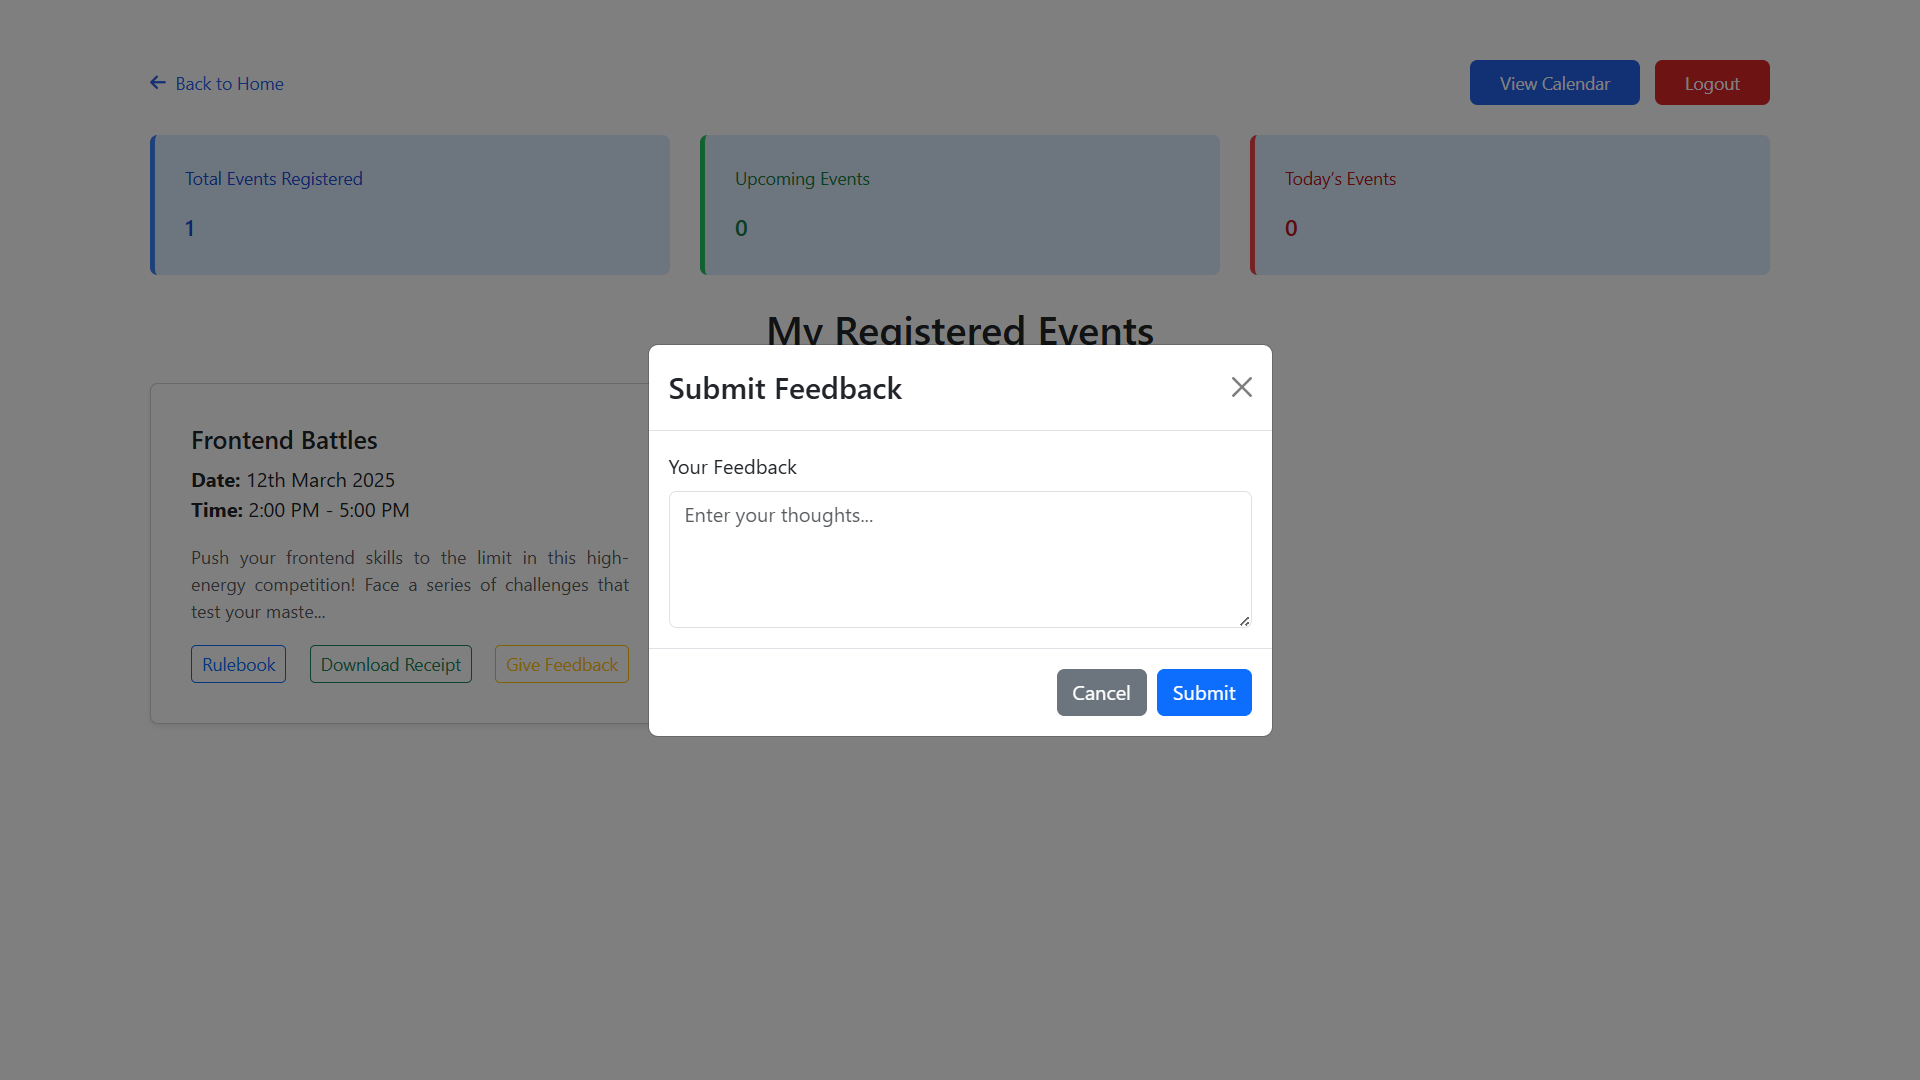 Back to Home
View Calendar
Logout
Total Events Registered
1
Upcoming Events
0
Today's Events
0
My Registered Events
Submit Feedback
Your Feedback
Enter your thoughts...
Cancel
Submit
Frontend Battles
Date: 12th March 2025
Time: 2:00 PM - 5:00 PM
Push your frontend skills to the limit in this high-
energy competition! Face a series of challenges that
test your maste...
Rulebook
Download Receipt
Give Feedback